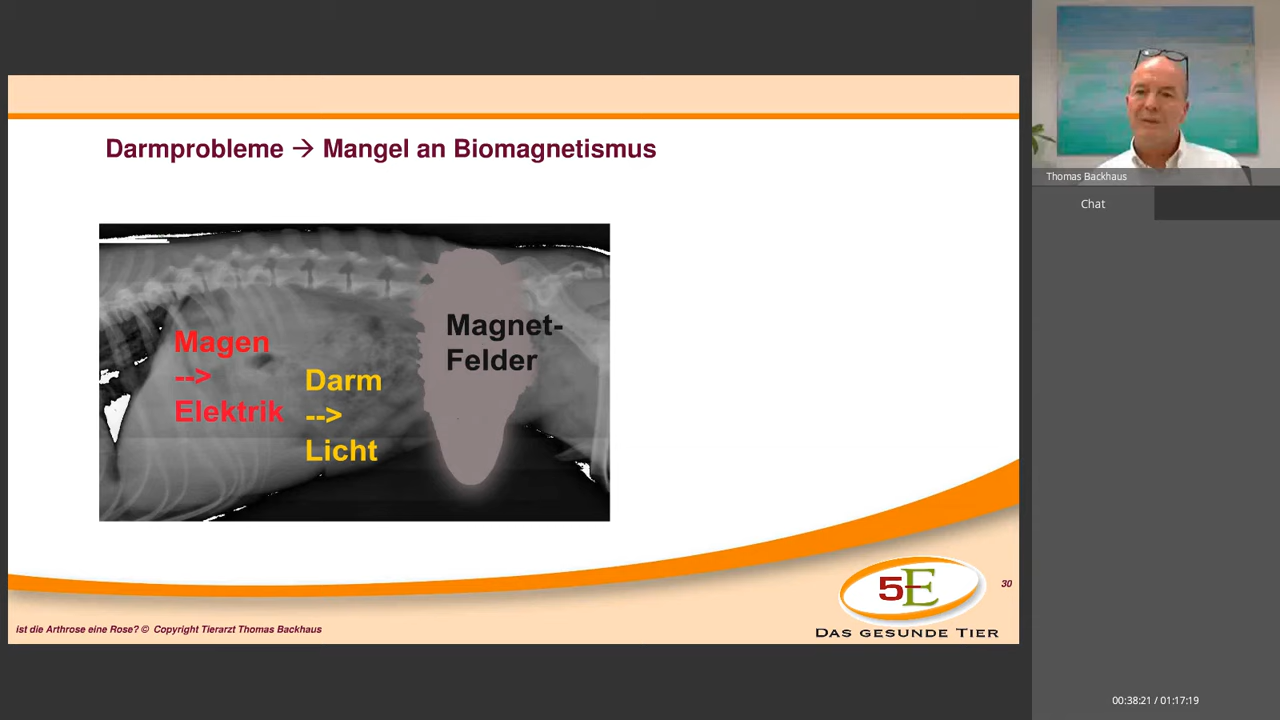 Darmprobleme → Mangel an Biomagnetismus
Magen
-->
Elektrik
Darm
-->
Licht
Magnet-
Felder
5E
DAS GESUNDE TIER
30
ist die Arthrose eine Rose? © Copyright Tierarzt Thomas Backhaus
Thomas Backhaus
Chat
00:38:21 / 01:17:19